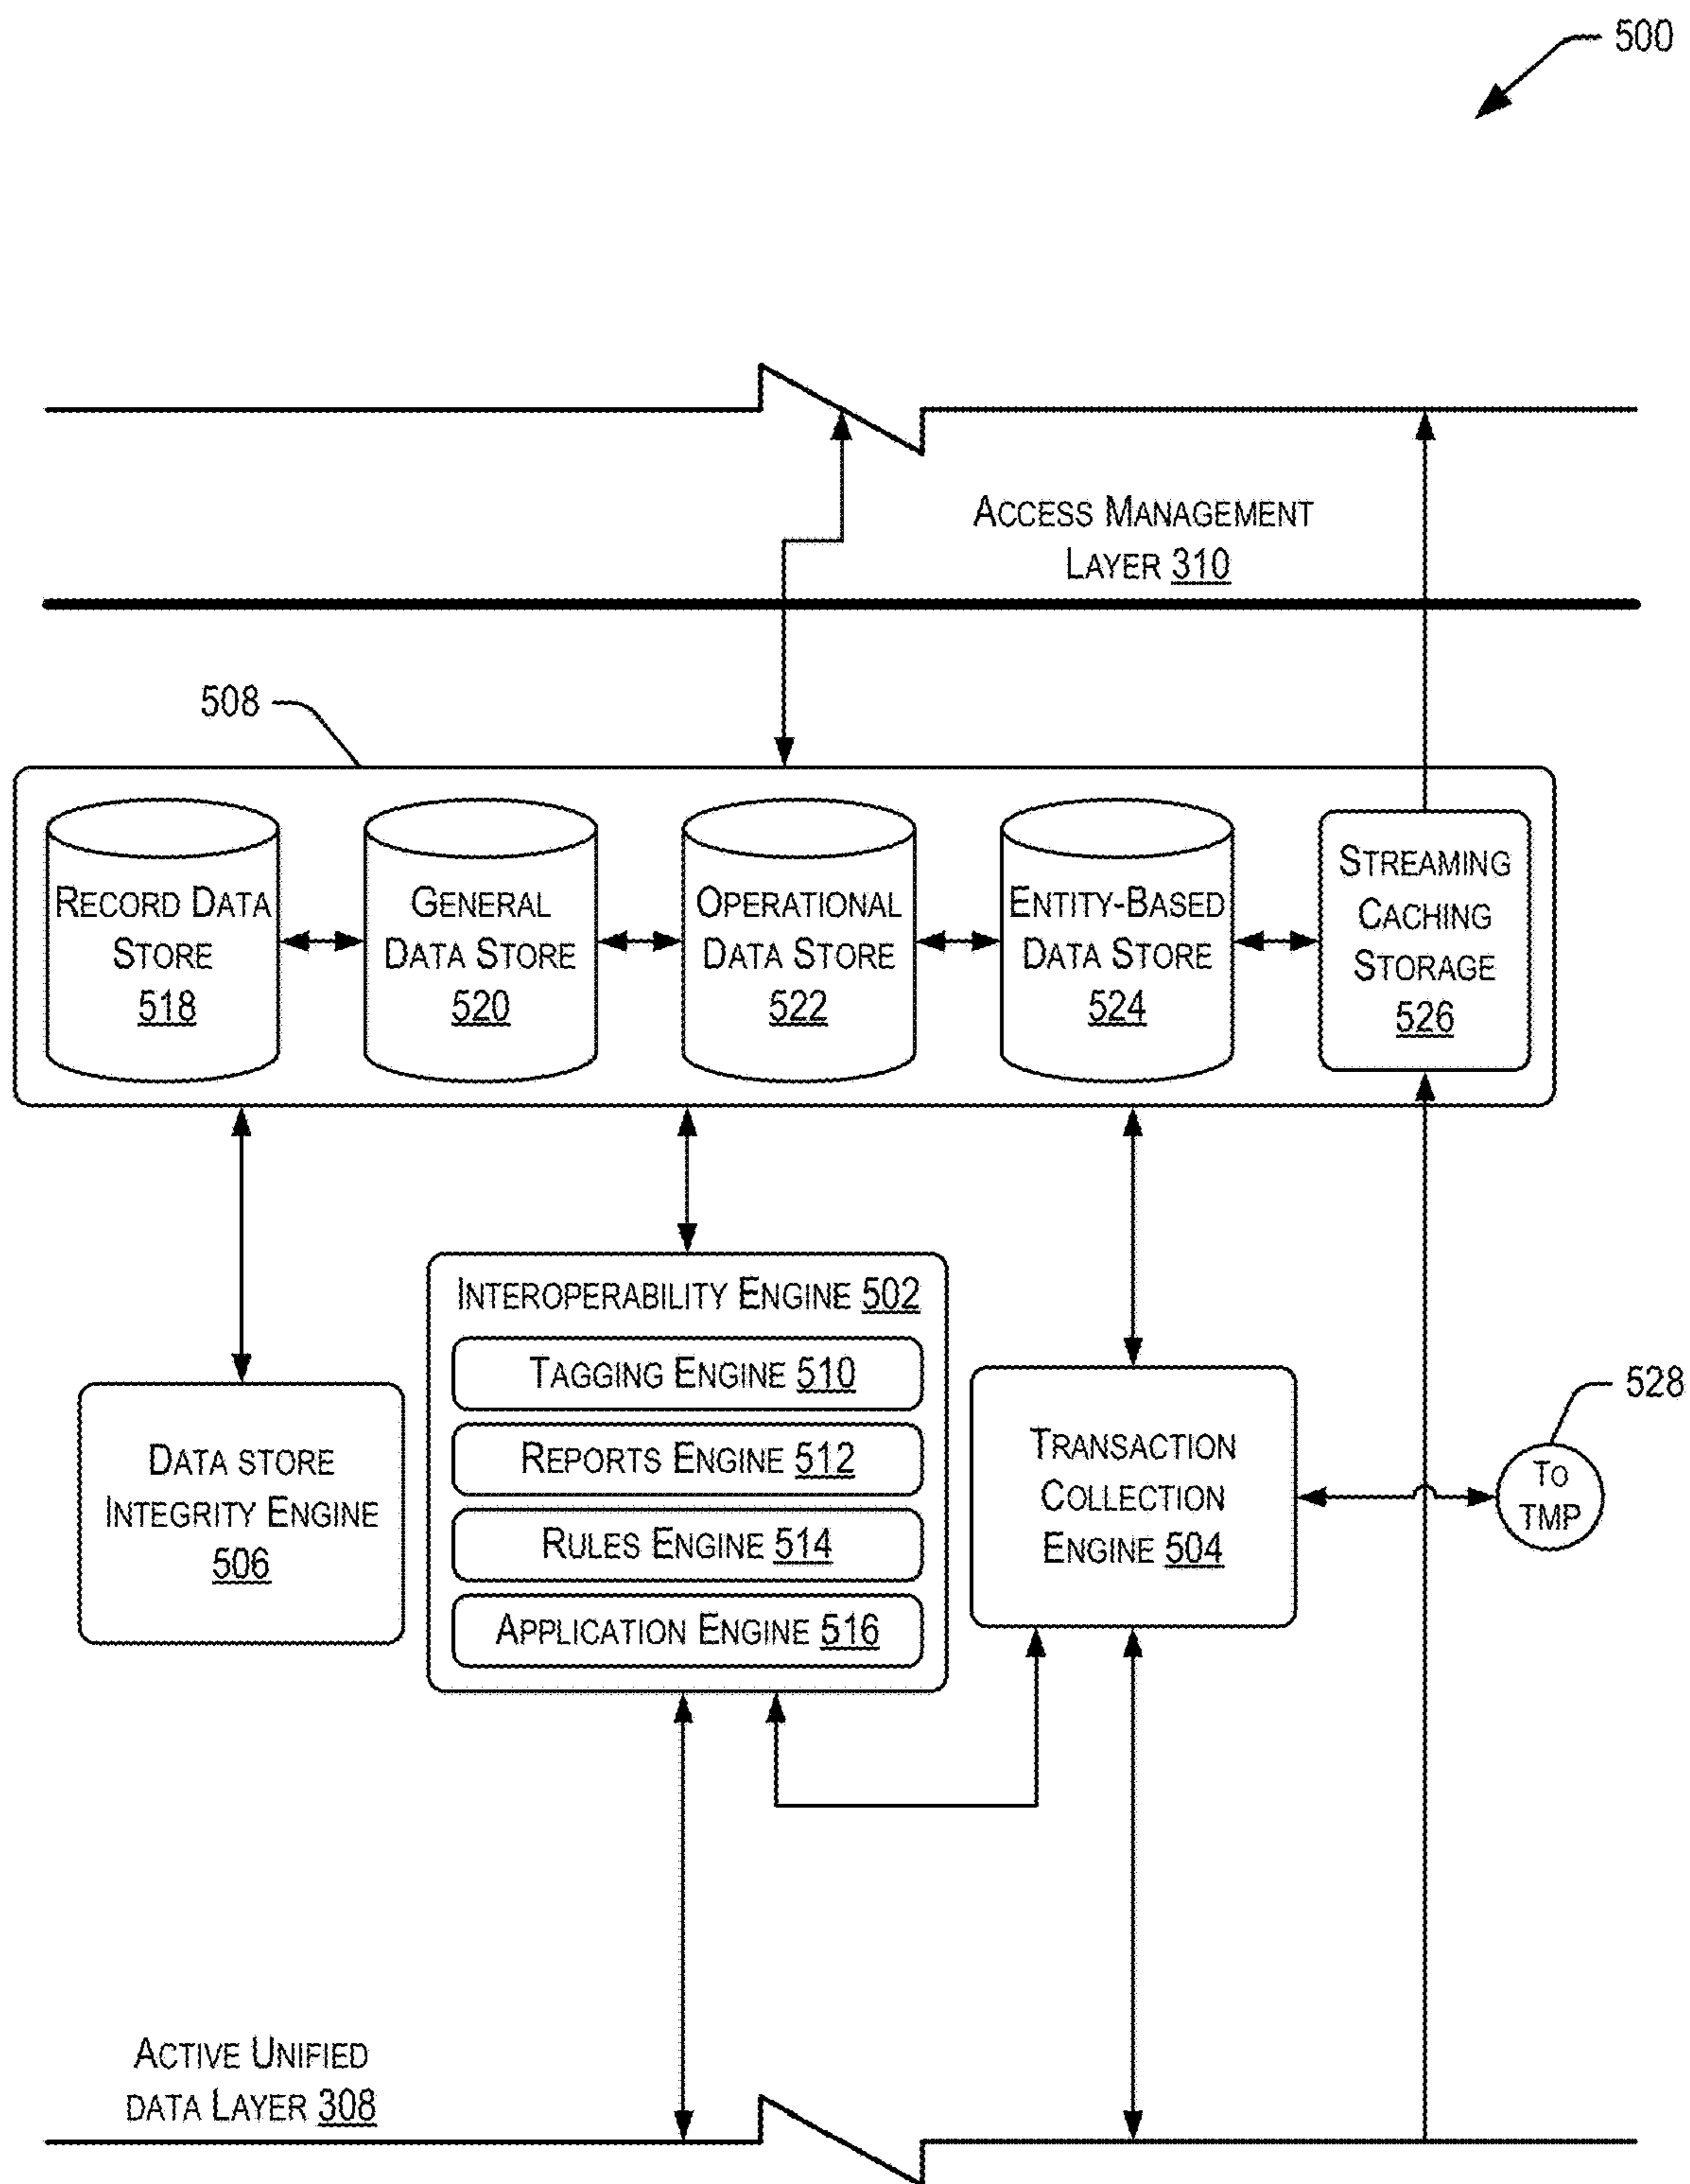 500
ACCESS MANAGEMENT
LAYER 310
508
RECORD DATA
STORE
518
GENERAL
DATA STORE
520
OPERATIONAL
DATA STORE
522
ENTITY-BASED
DATA STORE
524
STREAMING
CACHING
STORAGE
526
INTEROPERABILITY ENGINE 502
TAGGING ENGINE 510
REPORTS ENGINE 512
RULES ENGINE 514
APPLICATION ENGINE 516
DATA STORE
INTEGRITY ENGINE
506
TRANSACTION
COLLECTION
ENGINE 504
528
TO
TMP
ACTIVE UNIFIED
DATA LAYER 308